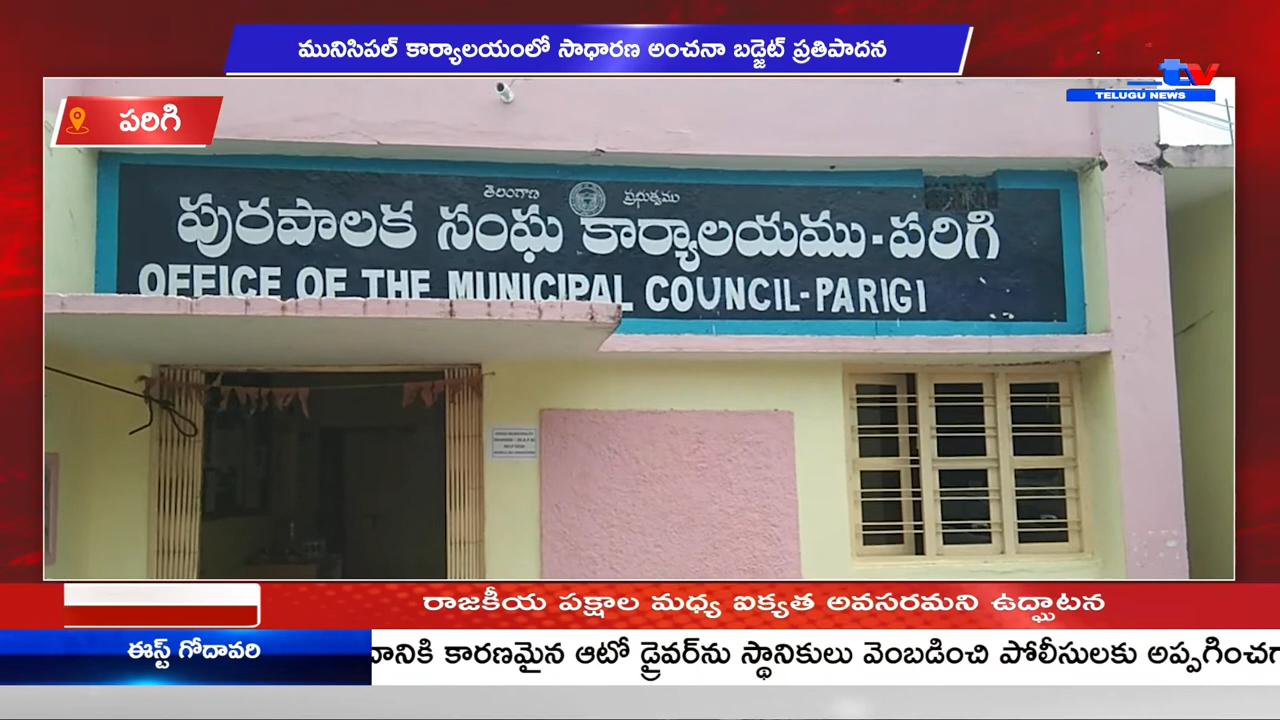 మునిసిపల్ కార్యాలయంలో సాధారణ అంచనా బడ్జెట్ ప్రతిపాదన
tv
TELUGU NEWS
పరిగి
తెలంగాణ ప్రభుత్వము
పురపాలక సంఘ కార్యాలయము-పరిగి
OFFICE OF THE MUNICIPAL COUNCIL-PARIGI
రాజకీయ పక్షాల మధ్య ఐక్యత అవసరమని ఉద్ఘాటన
ఈస్ట్ గోదావరి
కారణమైన ఆటో డ్రైవర్‌ను స్థానికులు వెంబడించి పోలీసులకు